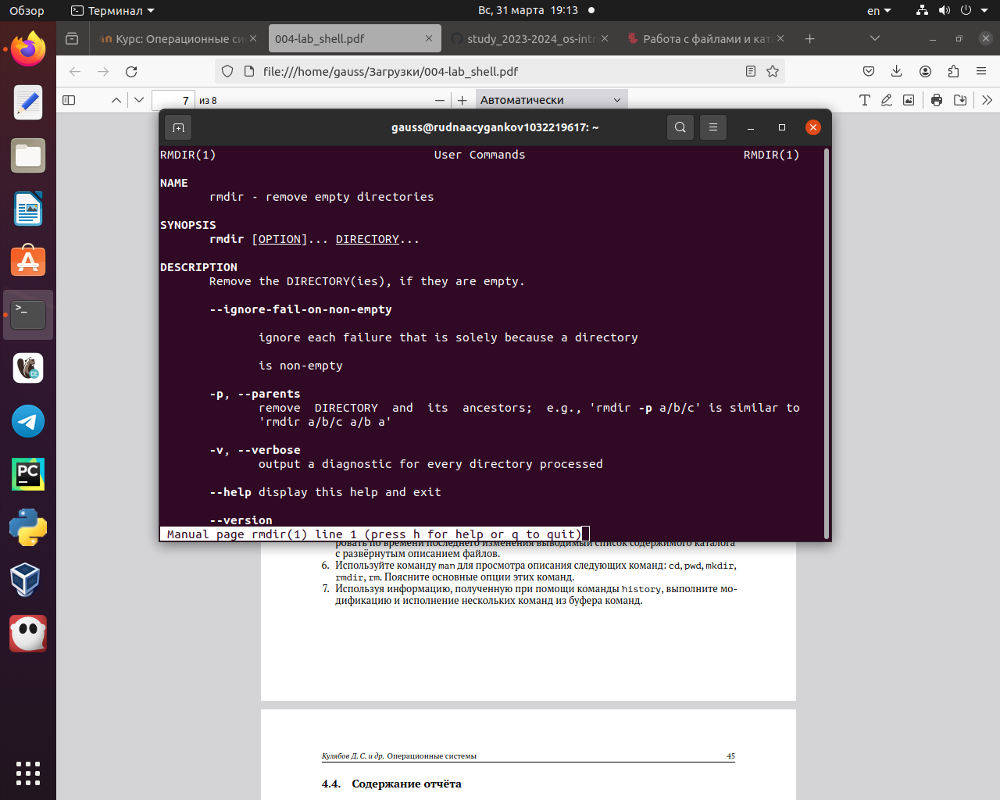 Обзор
Терминал
Вс, 31 марта 19:13
en
Курс: Операционные си
004-lab_shell.pdf
study_2023-2024_os-intr
Работа с файлами и ката
file:///home/gauss/Загрузки/004-lab_shell.pdf
7 из 8
Автоматически
gauss@rudnaacygankov1032219617: ~
RMDIR(1) User Commands RMDIR(1)
NAME
rmdir - remove empty directories
SYNOPSIS
rmdir [OPTION]... DIRECTORY...
DESCRIPTION
Remove the DIRECTORY(ies), if they are empty.
--ignore-fail-on-non-empty
ignore each failure that is solely because a directory
is non-empty
-p, --parents
remove DIRECTORY and its ancestors; e.g., 'rmdir -p a/b/c' is similar to
'rmdir a/b/c a/b a'
-v, --verbose
output a diagnostic for every directory processed
--help display this help and exit
--version
Manual page rmdir(1) line 1 (press h for help or q to quit)
ровать по времени последнего изменения выводимый список содержимого каталога
с развёрнутым описанием файлов.
6. Используйте команду man для просмотра описания следующих команд: cd, pwd, mkdir,
rmdir, rm. Поясните основные опции этих команд.
7. Используя информацию, полученную при помощи команды history, выполните мо-
дификацию и исполнение нескольких команд из буфера команд.
Кулябов Д. С. и др. Операционные системы 45
4.4. Содержание отчёта